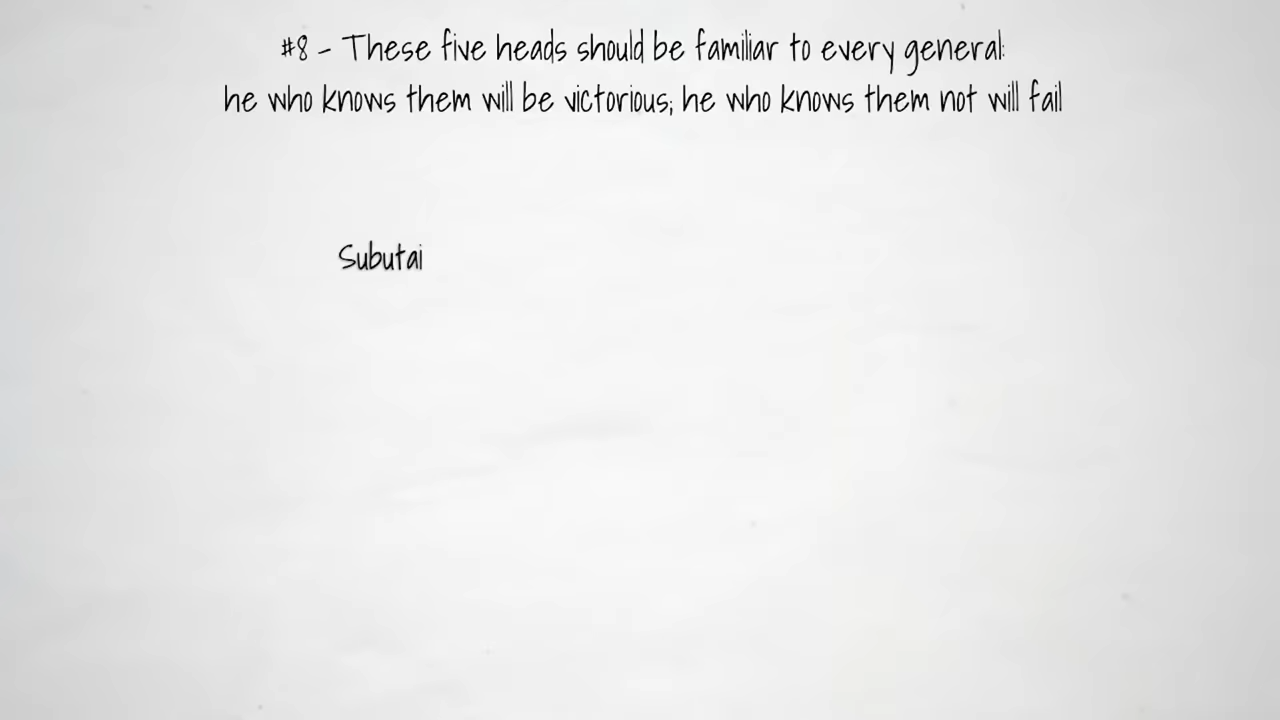 #8 - These five heads should be familiar to every general:
he who knows them will be victorious; he who knows them not will fail
Subutai